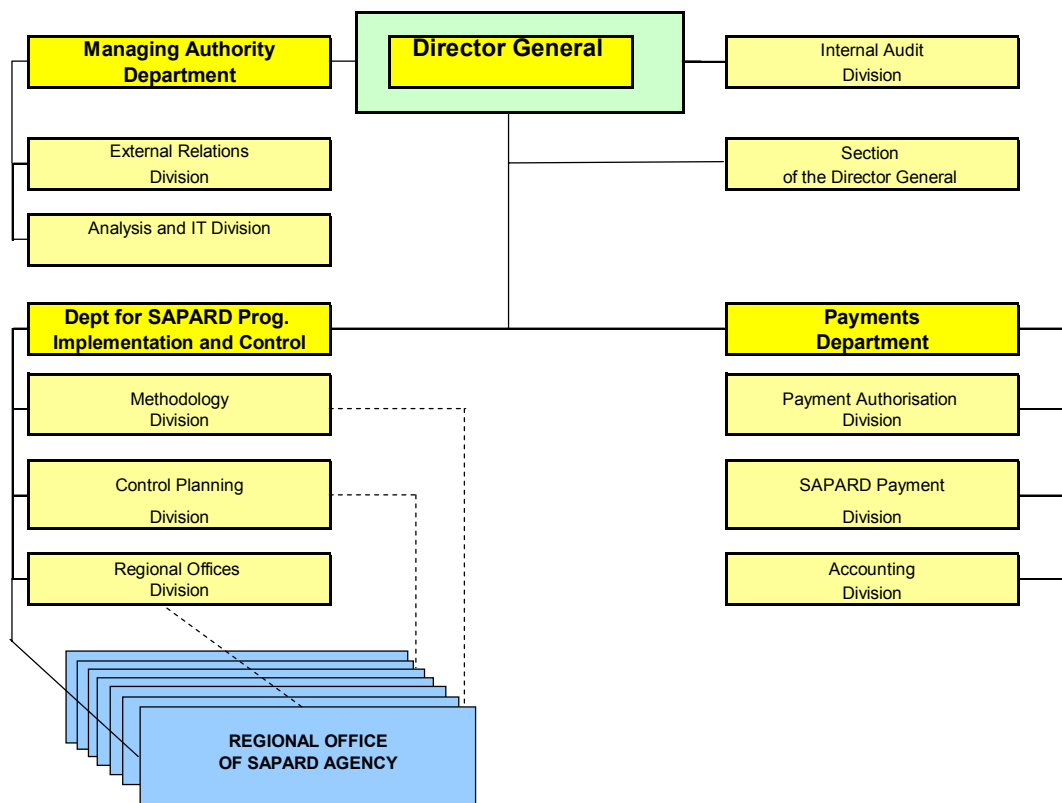 Managing Authority
Department
Director General
Internal Audit
Division
External Relations
Division
Section
of the Director General
Analysis and IT Division
Dept for SAPARD Prog.
Implementation and Control
Payments
Department
Methodology
Division
Payment Authorisation
Division
Control Planning
Division
SAPARD Payment
Division
Regional Offices
Division
Accounting
Division
REGIONAL OFFICE
OF SAPARD AGENCY